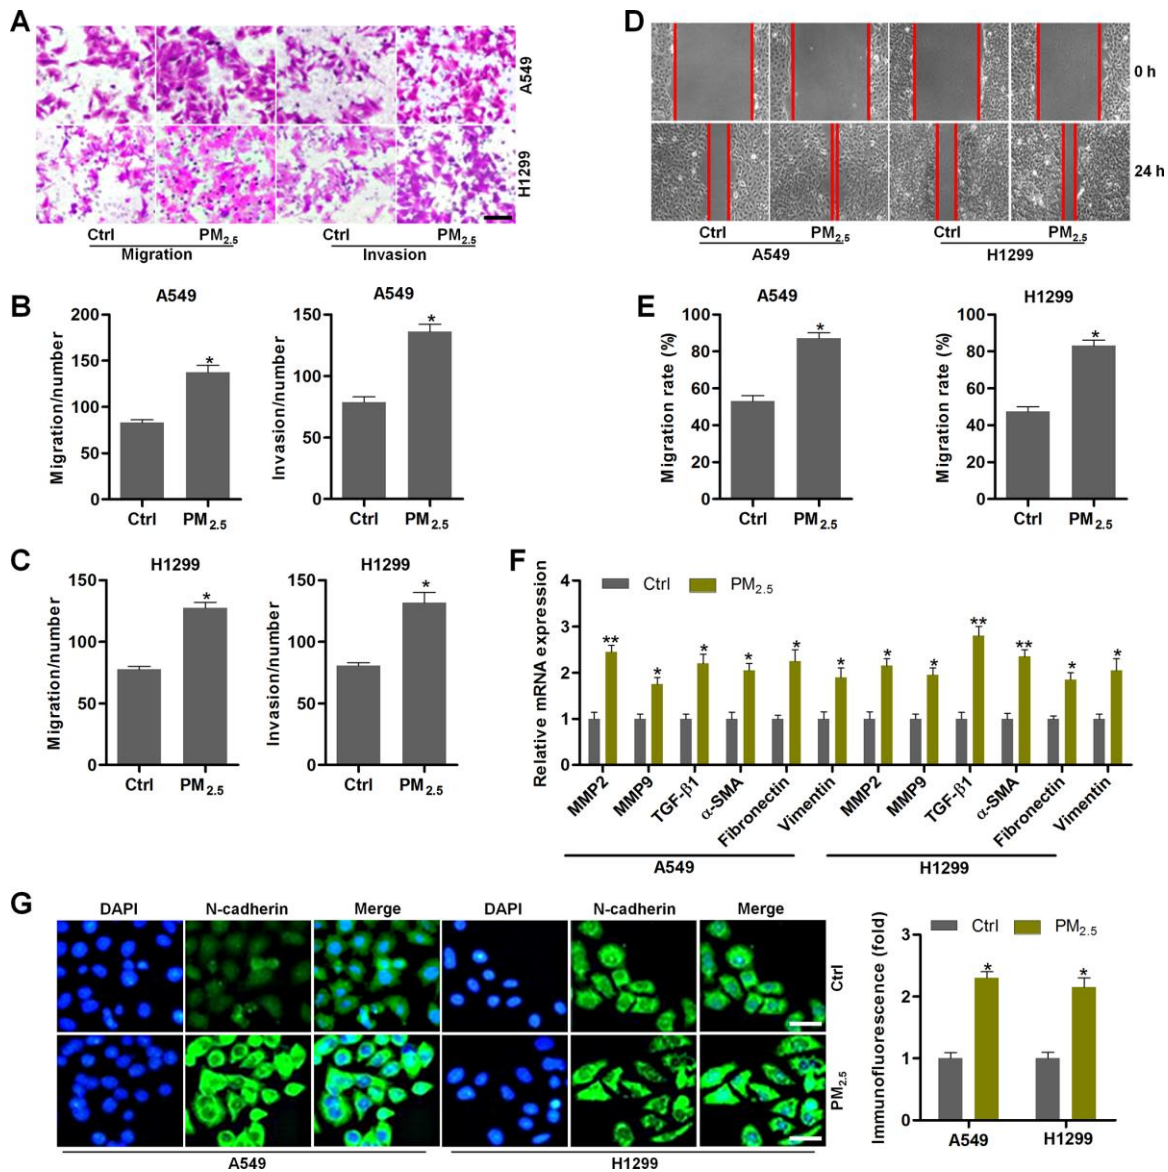 A
A549
H1299
Ctrl PM2.5 Ctrl PM2.5
Migration Invasion
D
0 h
24 h
Ctrl PM2.5 Ctrl PM2.5
A549 H1299
B
A549
Migration/number
200
150
100
50
0
Ctrl PM2.5
A549
Invasion/number
150
100
50
0
*
*
Ctrl PM2.5
E
A549
Migration rate (%)
100
80
60
40
20
0
*
Ctrl PM2.5
H1299
Migration rate (%)
100
80
60
40
20
0
*
Ctrl PM2.5
C
H1299
Migration/number
150
100
50
0
*
Ctrl PM2.5
H1299
Invasion/number
150
100
50
0
*
Ctrl PM2.5
F
Ctrl PM2.5
Relative mRNA expression
4
3
2
1
0
** * * * * * * * ** ** * *
MMP2 MMP9 TGF-β1 α-SMA Fibronectin Vimentin MMP2 MMP9 TGF-β1 α-SMA Fibronectin Vimentin
A549 H1299
G
DAPI N-cadherin Merge DAPI N-cadherin Merge
Ctrl
PM2.5
A549 H1299
Ctrl PM2.5
Immunofluorescence (fold)
3
2
1
0
* *
A549 H1299